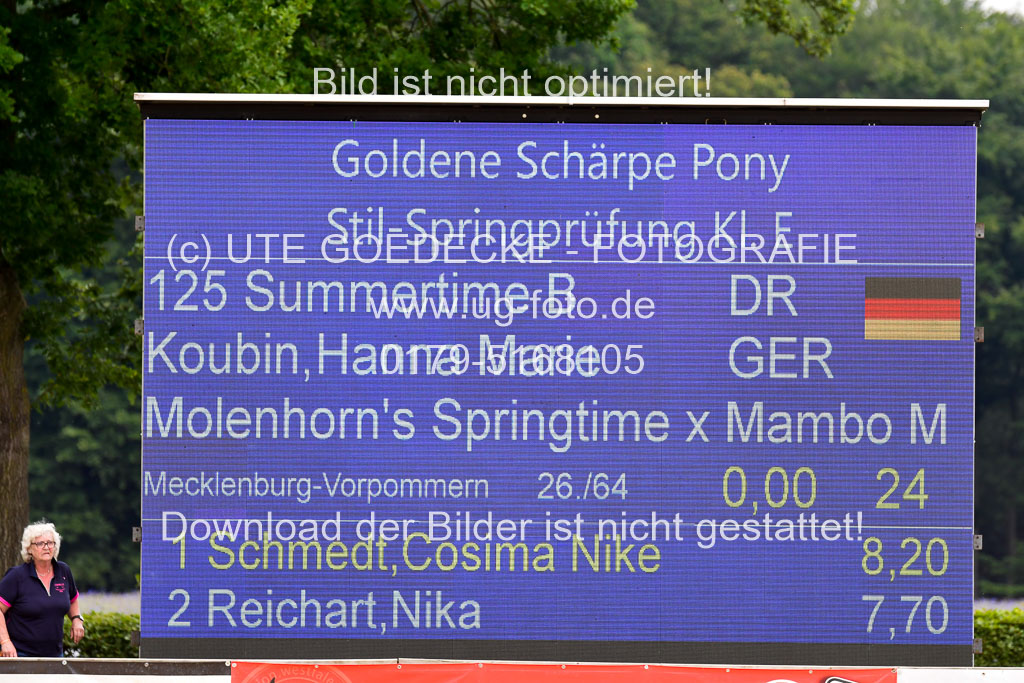 Bild ist nicht optimiert!
Goldene Schärpe Pony
Stil-Springprüfung Kl. E
(c) UTE GOEDECKE - FOTOGRAFIE
125 Summertime B DR
www.ug-foto.de
Koubin,Hanna Marie GER
0179-5168105
Molenhorn's Springtime x Mambo M
Mecklenburg-Vorpommern 26./64 0,00 24
Download der Bilder ist nicht gestattet!
1 Schmedt,Cosima Nike 8,20
2 Reichart,Nika 7,70